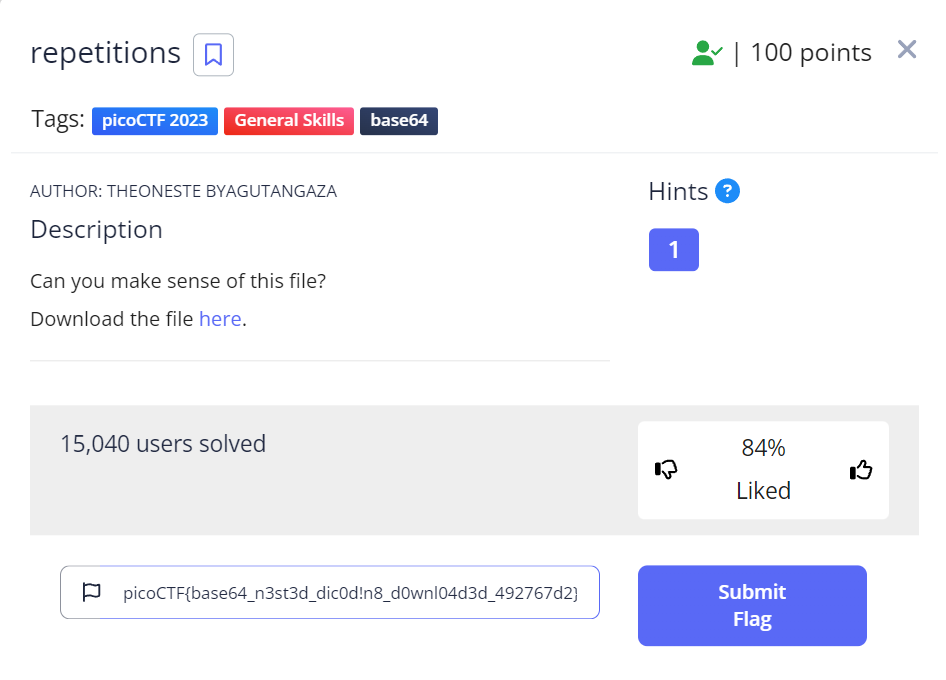 repetitions
| 100 points
Tags: picoCTF 2023 General Skills base64
AUTHOR: THEONESTE BYAGUTANGAZA
Hints ?
Description
1
Can you make sense of this file?
Download the file here.
15,040 users solved
84%
Liked
picoCTF{base64_n3st3d_dic0d!n8_d0wnl04d3d_492767d2}
Submit
Flag